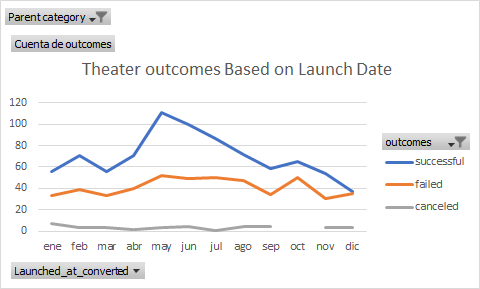 Parent category
Cuenta de outcomes
Theater outcomes Based on Launch Date
120
100
80
60
40
20
0
ene feb mar abr may jun jul ago sep oct nov dic
outcomes
successful
failed
canceled
Launched_at_converted